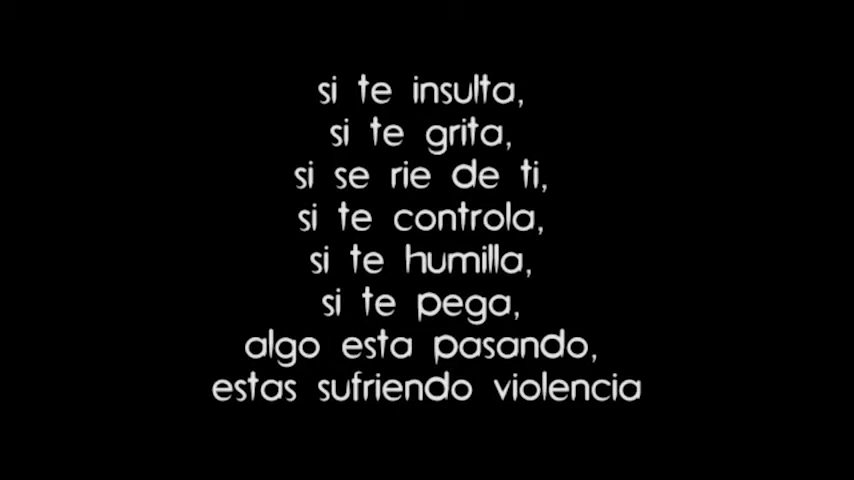 si te insulta,
si te grita,
si se rie de ti,
si te controla,
si te humilla,
si te pega,
algo esta pasando,
estas sufriendo violencia